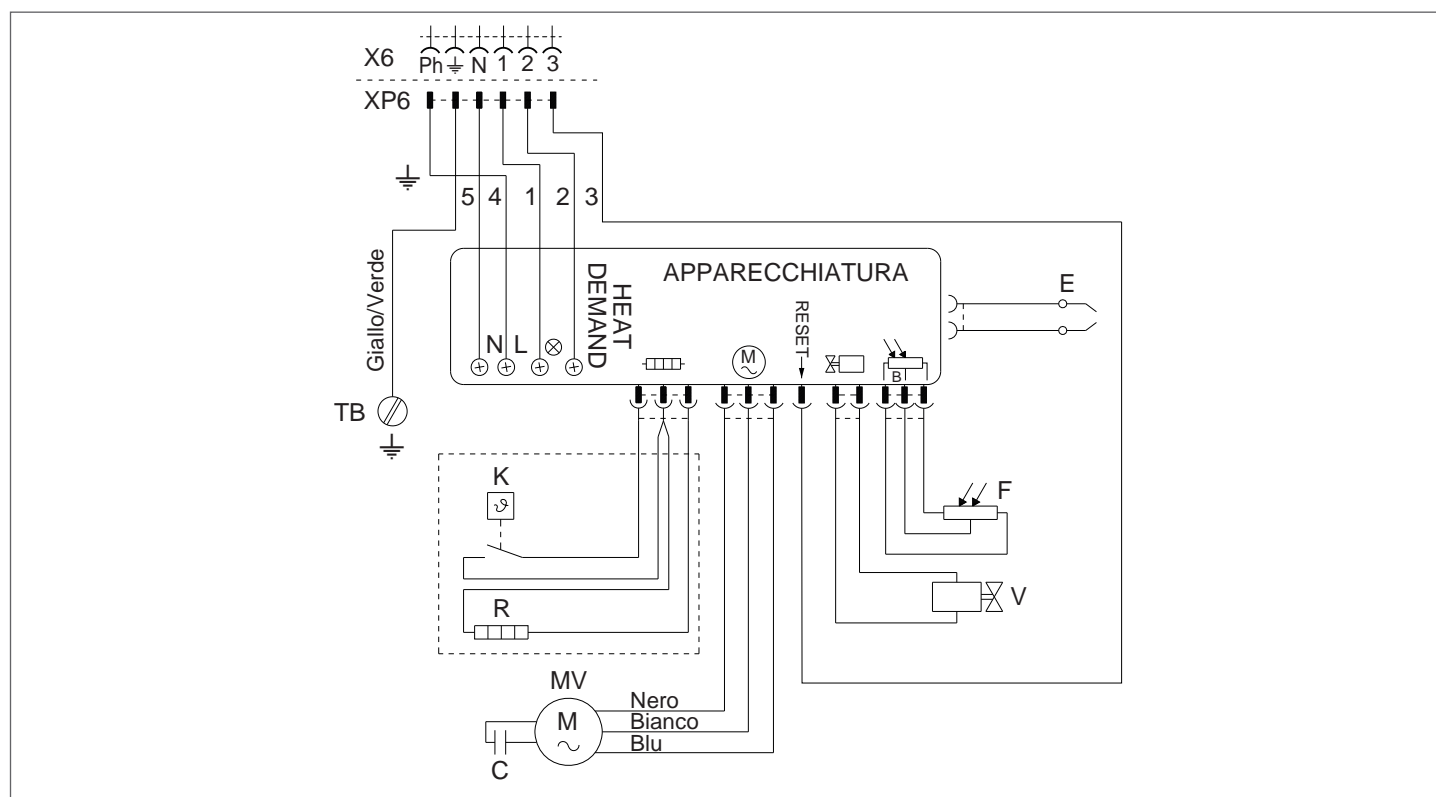 X6 Ph N 1 2 3
XP6
5 4 1 2 3
Giallo/Verde
HEAT
DEMAND
APPARECCHIATURA
E
N L
M
RESET
B
TB
K
F
ϑ
R
V
MV
M
Nero
Bianco
Blu
C